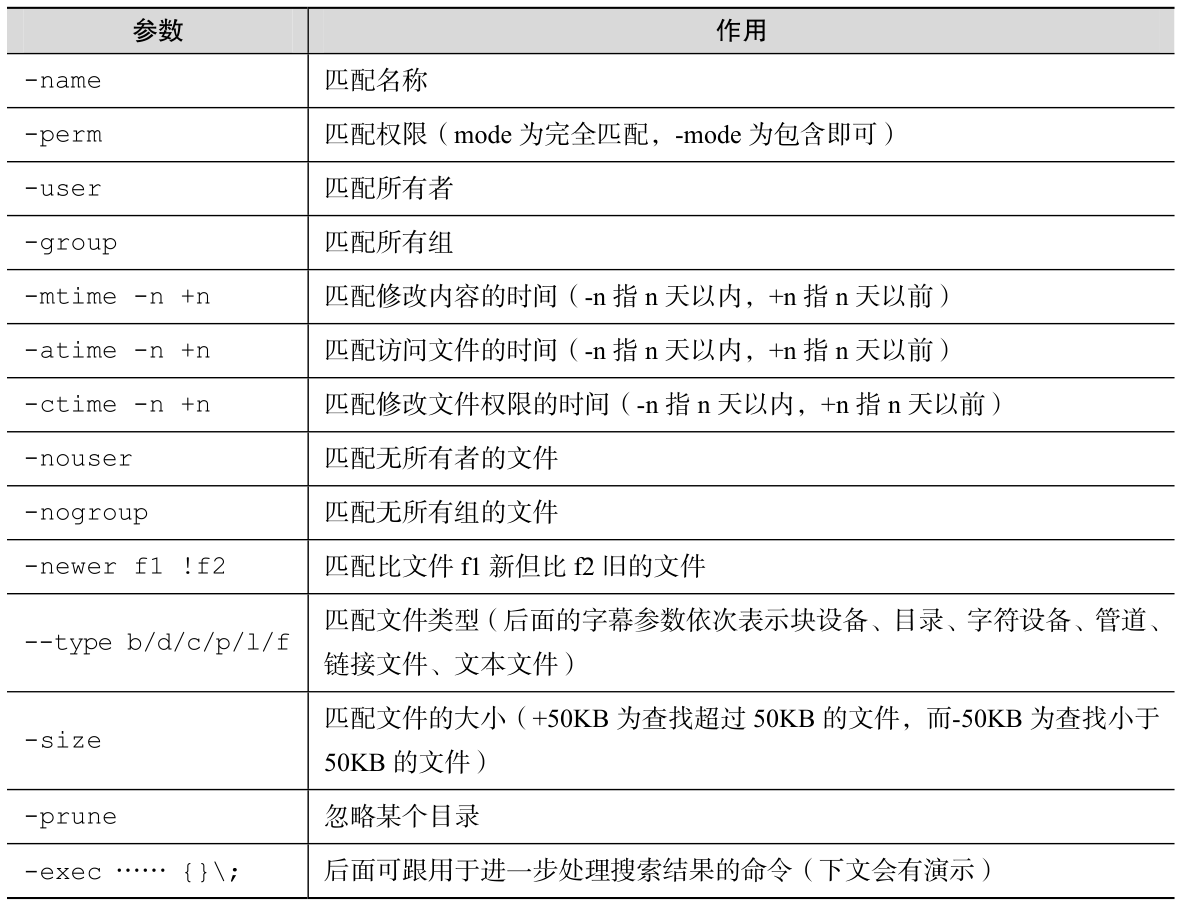 参数 作用
-name 匹配名称
-perm 匹配权限（mode 为完全匹配，-mode 为包含即可）
-user 匹配所有者
-group 匹配所有组
-mtime -n +n 匹配修改内容的时间（-n 指 n 天以内，+n 指 n 天以前）
-atime -n +n 匹配访问文件的时间（-n 指 n 天以内，+n 指 n 天以前）
-ctime -n +n 匹配修改文件权限的时间（-n 指 n 天以内，+n 指 n 天以前）
-nouser 匹配无所有者的文件
-nogroup 匹配无所有组的文件
-newer f1 !f2 匹配比文件 f1 新但比 f2 旧的文件
--type b/d/c/p/l/f 匹配文件类型（后面的字幕参数依次表示块设备、目录、字符设备、管道、
链接文件、文本文件）
-size 匹配文件的大小（+50KB 为查找超过 50KB 的文件，而-50KB 为查找小于
50KB 的文件）
-prune 忽略某个目录
-exec …… {}\; 后面可跟用于进一步处理搜索结果的命令（下文会有演示）